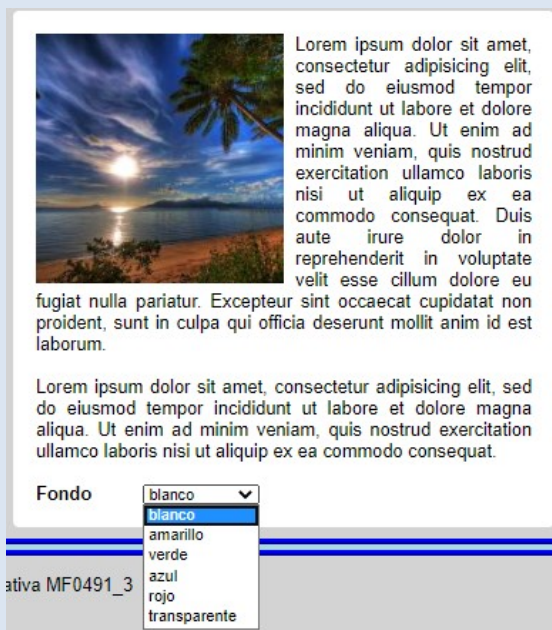 Lorem ipsum dolor sit amet,
consectetur adipisicing elit,
sed do eiusmod tempor
incididunt ut labore et dolore
magna aliqua. Ut enim ad
minim veniam, quis nostrud
exercitation ullamco laboris
nisi ut aliquip ex ea
commodo consequat. Duis
aute irure dolor in
reprehenderit in voluptate
velit esse cillum dolore eu
fugiat nulla pariatur. Excepteur sint occaecat cupidatat non
proident, sunt in culpa qui officia deserunt mollit anim id est
laborum.
Lorem ipsum dolor sit amet, consectetur adipisicing elit, sed
do eiusmod tempor incididunt ut labore et dolore magna
aliqua. Ut enim ad minim veniam, quis nostrud exercitation
ullamco laboris nisi ut aliquip ex ea commodo consequat.
Fondo blanco
blanco
amarillo
verde
azul
rojo
transparente
ativa MF0491_3